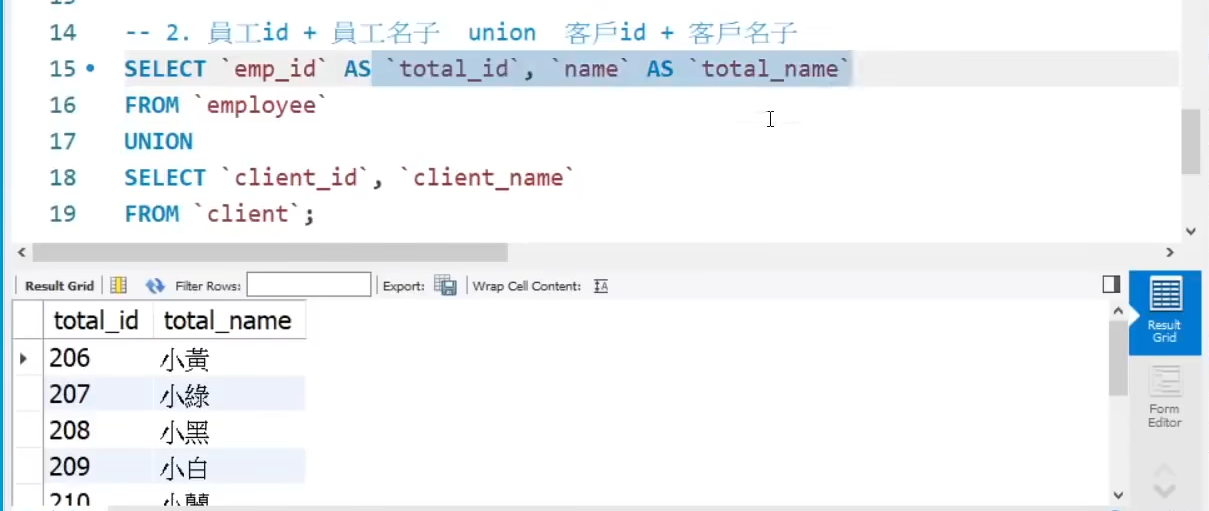 14 -- 2. 員工id + 員工名子 union 客戶id + 客戶名子
15 SELECT `emp_id` AS `total_id`, `name` AS `total_name`
16 FROM `employee`
17 UNION
18 SELECT `client_id`, `client_name`
19 FROM `client`;
Result Grid Filter Rows: Export: Wrap Cell Content:
Result Grid
Form Editor
total_id total_name
206 小黃
207 小綠
208 小黑
209 小白
210 小蘭